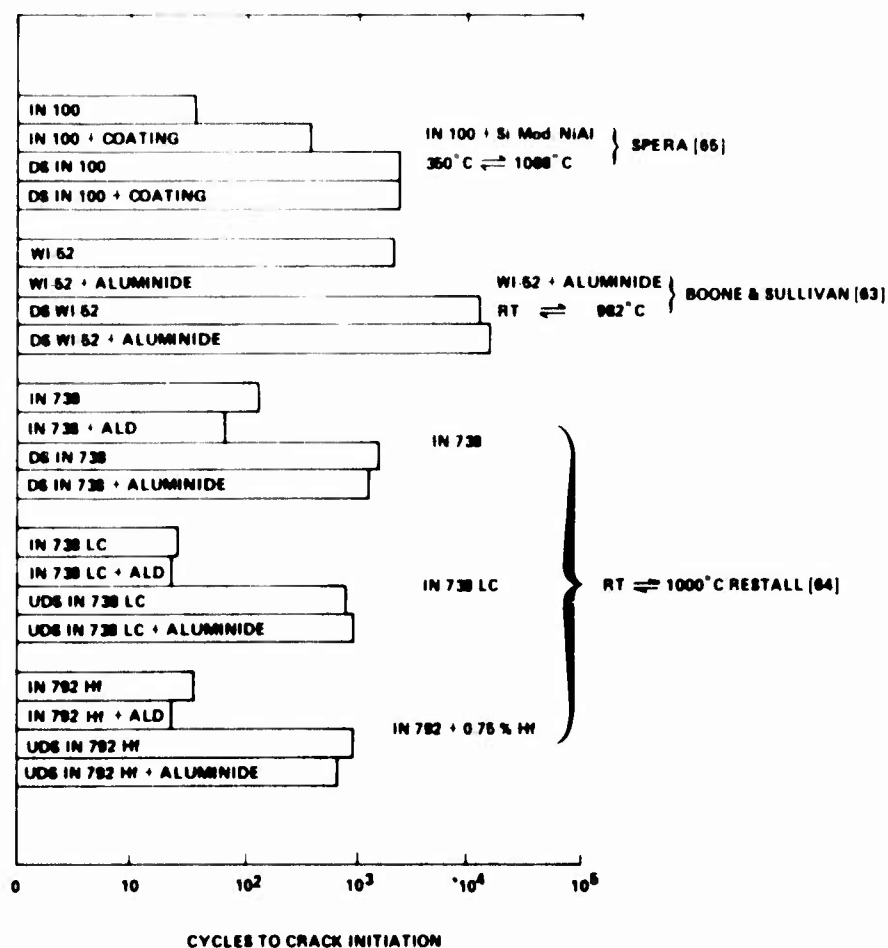 IN 100
IN 100 + COATING
DS IN 100
DS IN 100 + COATING
IN 100 + Si Mod NiAl
350°C ⇌ 1088°C
SPERA [65]
WI-52
WI-52 + ALUMINIDE
DS WI-52
DS WI-52 + ALUMINIDE
WI-52 + ALUMINIDE
RT ⇌ 982°C
BOONE & SULLIVAN [63]
IN 738
IN 738 + ALD
DS IN 738
DS IN 738 + ALUMINIDE
IN 738
IN 738 LC
IN 738 LC + ALD
UDS IN 738 LC
UDS IN 738 LC + ALUMINIDE
IN 738 LC
RT ⇌ 1000°C RESTALL [64]
IN 792 Hf
IN 792 Hf + ALD
UDS IN 792 Hf
UDS IN 792 Hf + ALUMINIDE
IN 792 + 0.75 % Hf
0 10 10² 10³ 10⁴ 10⁵
CYCLES TO CRACK INITIATION